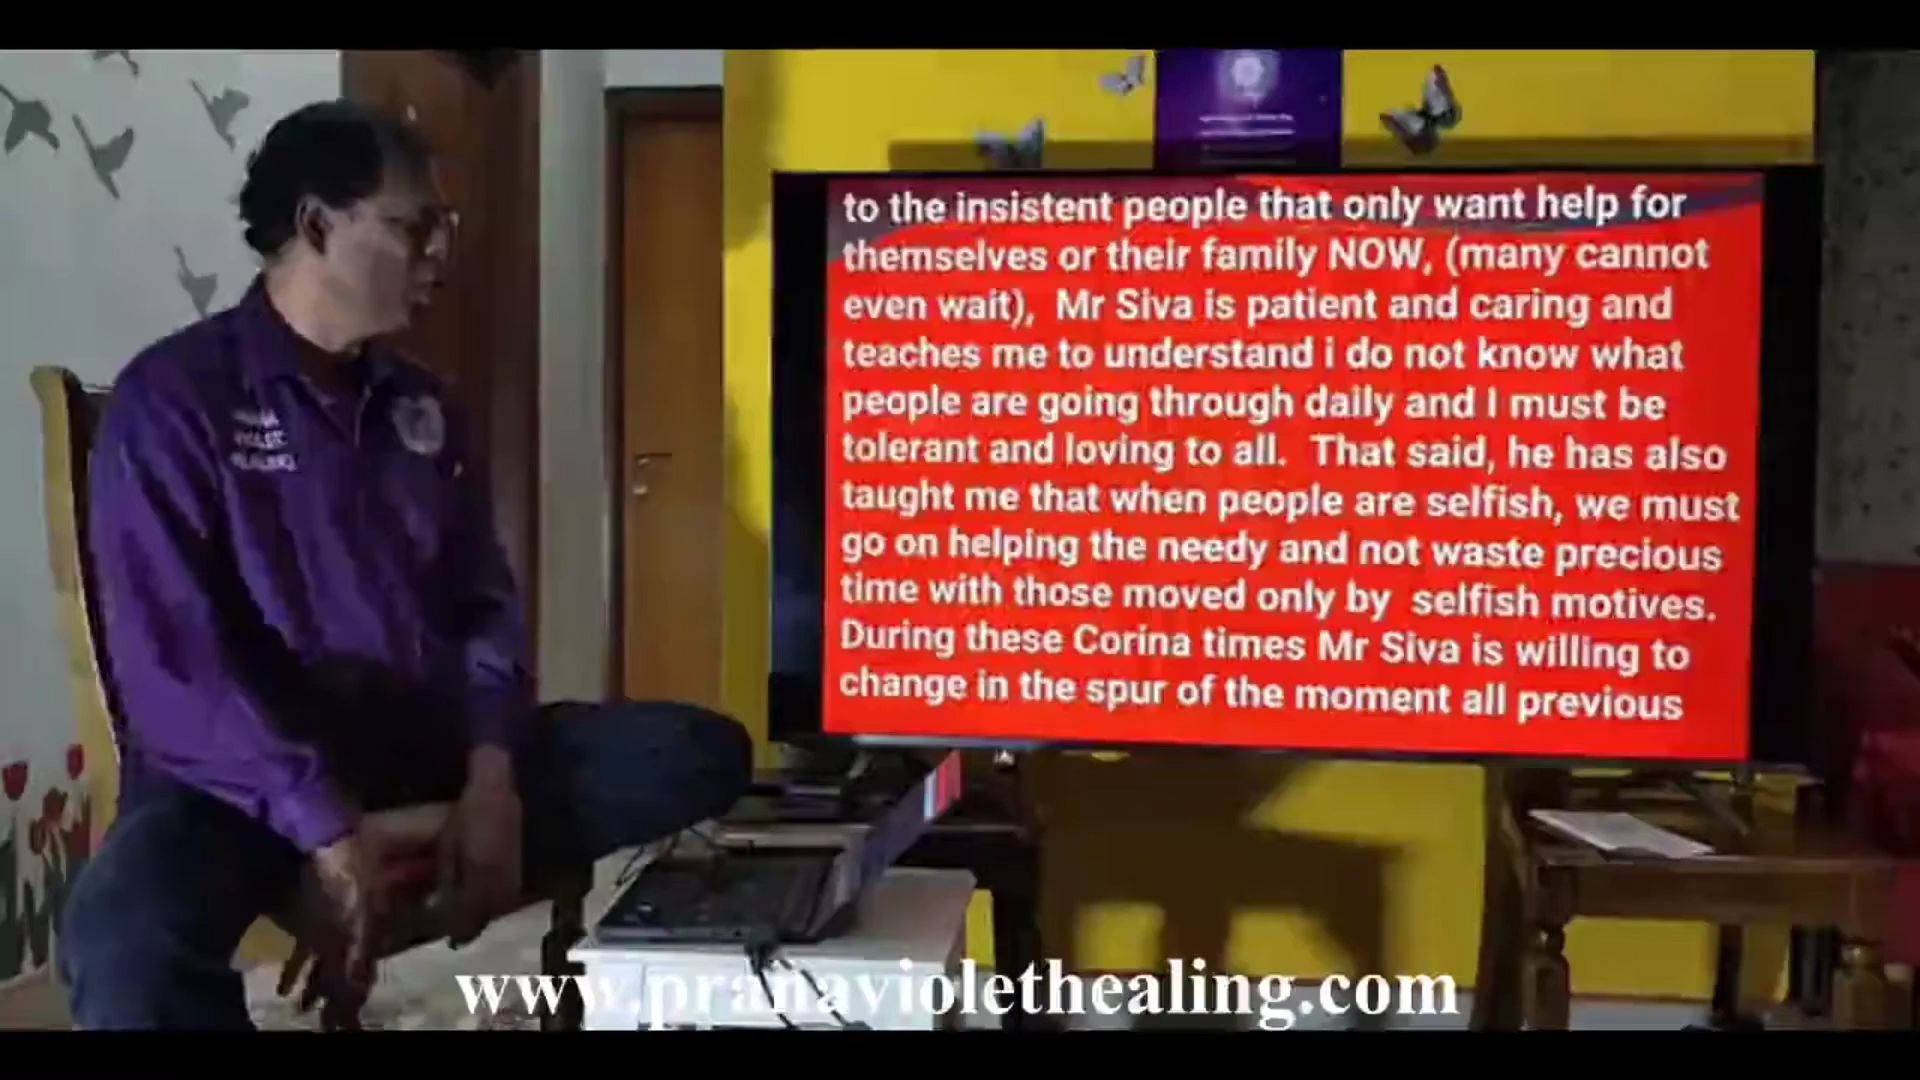 to the insistent people that only want help for
themselves or their family NOW, (many cannot
even wait), Mr Siva is patient and caring and
teaches me to understand i do not know what
people are going through daily and I must be
tolerant and loving to all. That said, he has also
taught me that when people are selfish, we must
go on helping the needy and not waste precious
time with those moved only by selfish motives.
During these Corina times Mr Siva is willing to
change in the spur of the moment all previous
www.pranaviolethealing.com